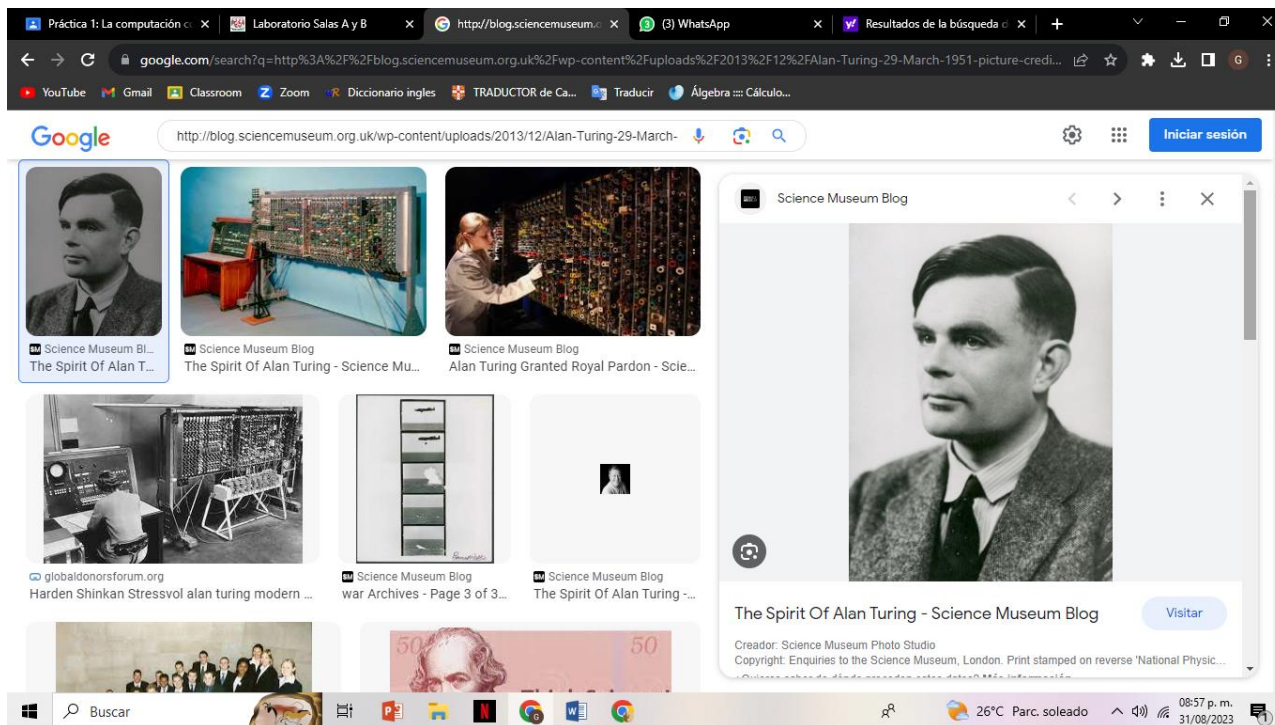 Práctica 1: La computación co
Laboratorio Salas A y B
http://blog.sciencemuseum.o
(3) WhatsApp
Resultados de la búsqueda d
google.com/search?q=http%3A%2F%2Fblog.sciencemuseum.org.uk%2Fwp-content%2Fuploads%2F2013%2F12%2FAlan-Turing-29-March-1951-picture-credi...
G
YouTube
Gmail
Classroom
Zoom
Diccionario ingles
TRADUCTOR de Ca...
Traducir
Álgebra :::: Cálculo...
Google
http://blog.sciencemuseum.org.uk/wp-content/uploads/2013/12/Alan-Turing-29-March-
Iniciar sesión
Science Museum Bl...
The Spirit Of Alan T...
Science Museum Blog
The Spirit Of Alan Turing - Science Mu...
Science Museum Blog
Alan Turing Granted Royal Pardon - Scie...
globaldonorsforum.org
Harden Shinkan Stressvol alan turing modern ...
Science Museum Blog
war Archives - Page 3 of 3...
Science Museum Blog
The Spirit Of Alan Turing -...
50
50
Science Museum Blog
The Spirit Of Alan Turing - Science Museum Blog
Visitar
Creador: Science Museum Photo Studio
Copyright: Enquiries to the Science Museum, London. Print stamped on reverse 'National Physic...
Buscar
26°C Parc. soleado
08:57 p. m.
31/08/2023